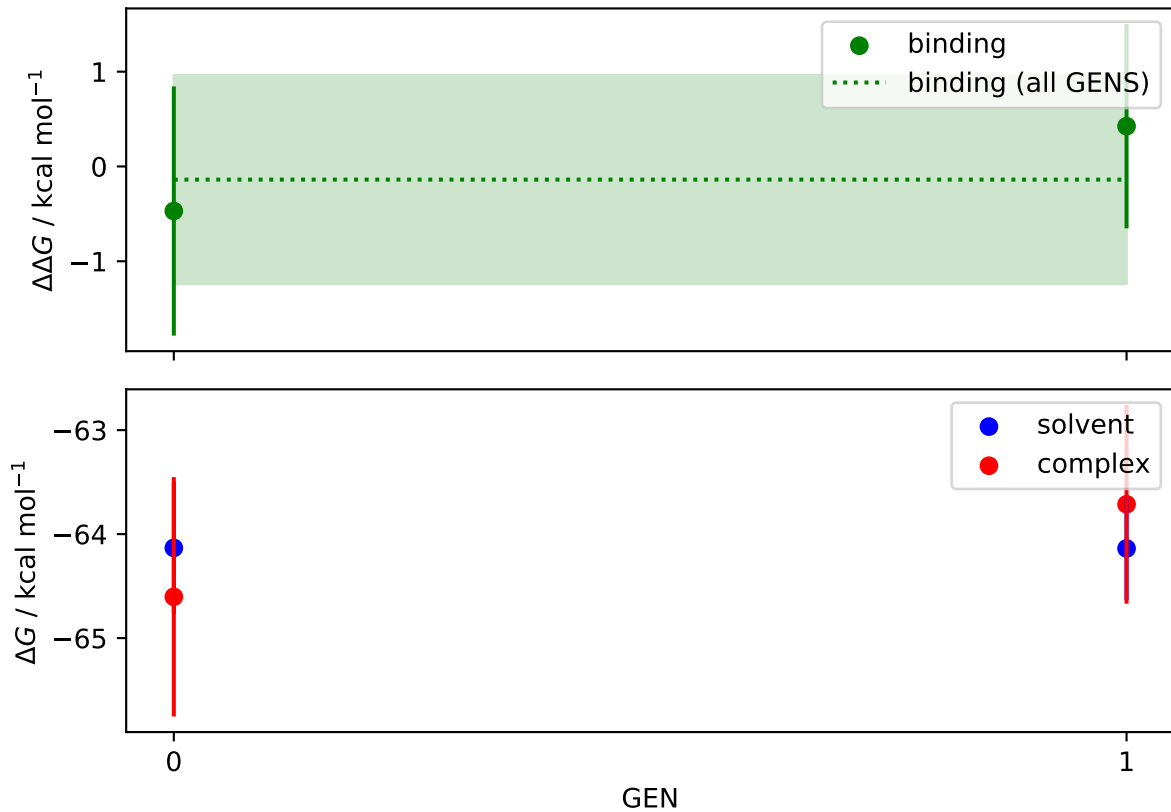 binding
binding (all GENS)
1
0
−1
ΔΔG / kcal mol⁻¹
solvent
complex
−63
−64
−65
ΔG / kcal mol⁻¹
0
1
GEN